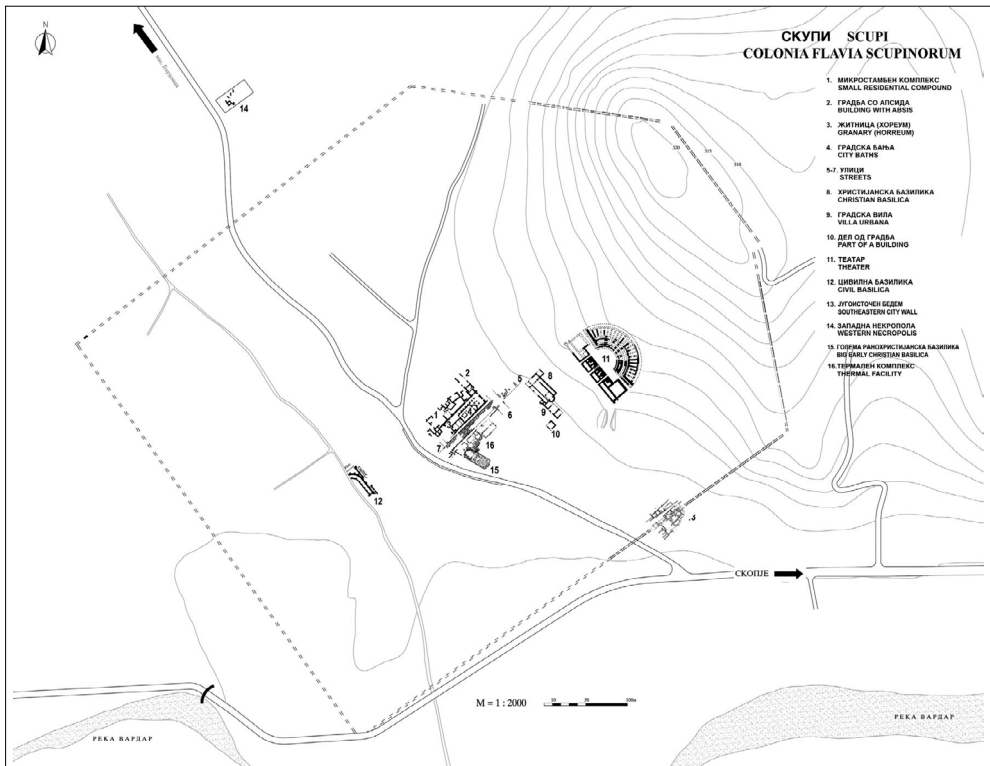 N
СКУПИ SCUPI
COLONIA FLAVIA SCUPINORUM
1. МИКРОСТАМБЕН КОМПЛЕКС
SMALL RESIDENTIAL COMPOUND
2. ГРАДБА СО АПСИДА
BUILDING WITH ABSIS
3. ЖИТНИЦА (ХОРЕУМ)
GRANARY (HORREUM)
4. ГРАДСКА БАЊА
CITY BATHS
5-7. УЛИЦИ
STREETS
8. ХРИСТИЈАНСКА БАЗИЛИКА
CHRISTIAN BASILICA
9. ГРАДСКА ВИЛА
VILLA URBANA
10. ДЕЛ ОД ГРАДБА
PART OF A BUILDING
11. ТЕАТАР
THEATER
12. ЦИВИЛНА БАЗИЛИКА
CIVIL BASILICA
13. ЈУГОИСТОЧЕН БЕДЕМ
SOUTHEASTERN CITY WALL
14. ЗАПАДНА НЕКРОПОЛА
WESTERN NECROPOLIS
15. ГОЛЕМА РАНОХРИСТИЈАНСКА БАЗИЛИКА
BIG EARLY CHRISTIAN BASILICA
16. ТЕРМАЛЕН КОМПЛЕКС
THERMAL FACILITY
14
320
315
310
11
2
5
8
1
6
9
10
7
16
15
12
СКОПЈЕ
М = 1 : 2000
РЕКА ВАРДАР
РЕКА ВАРДАР